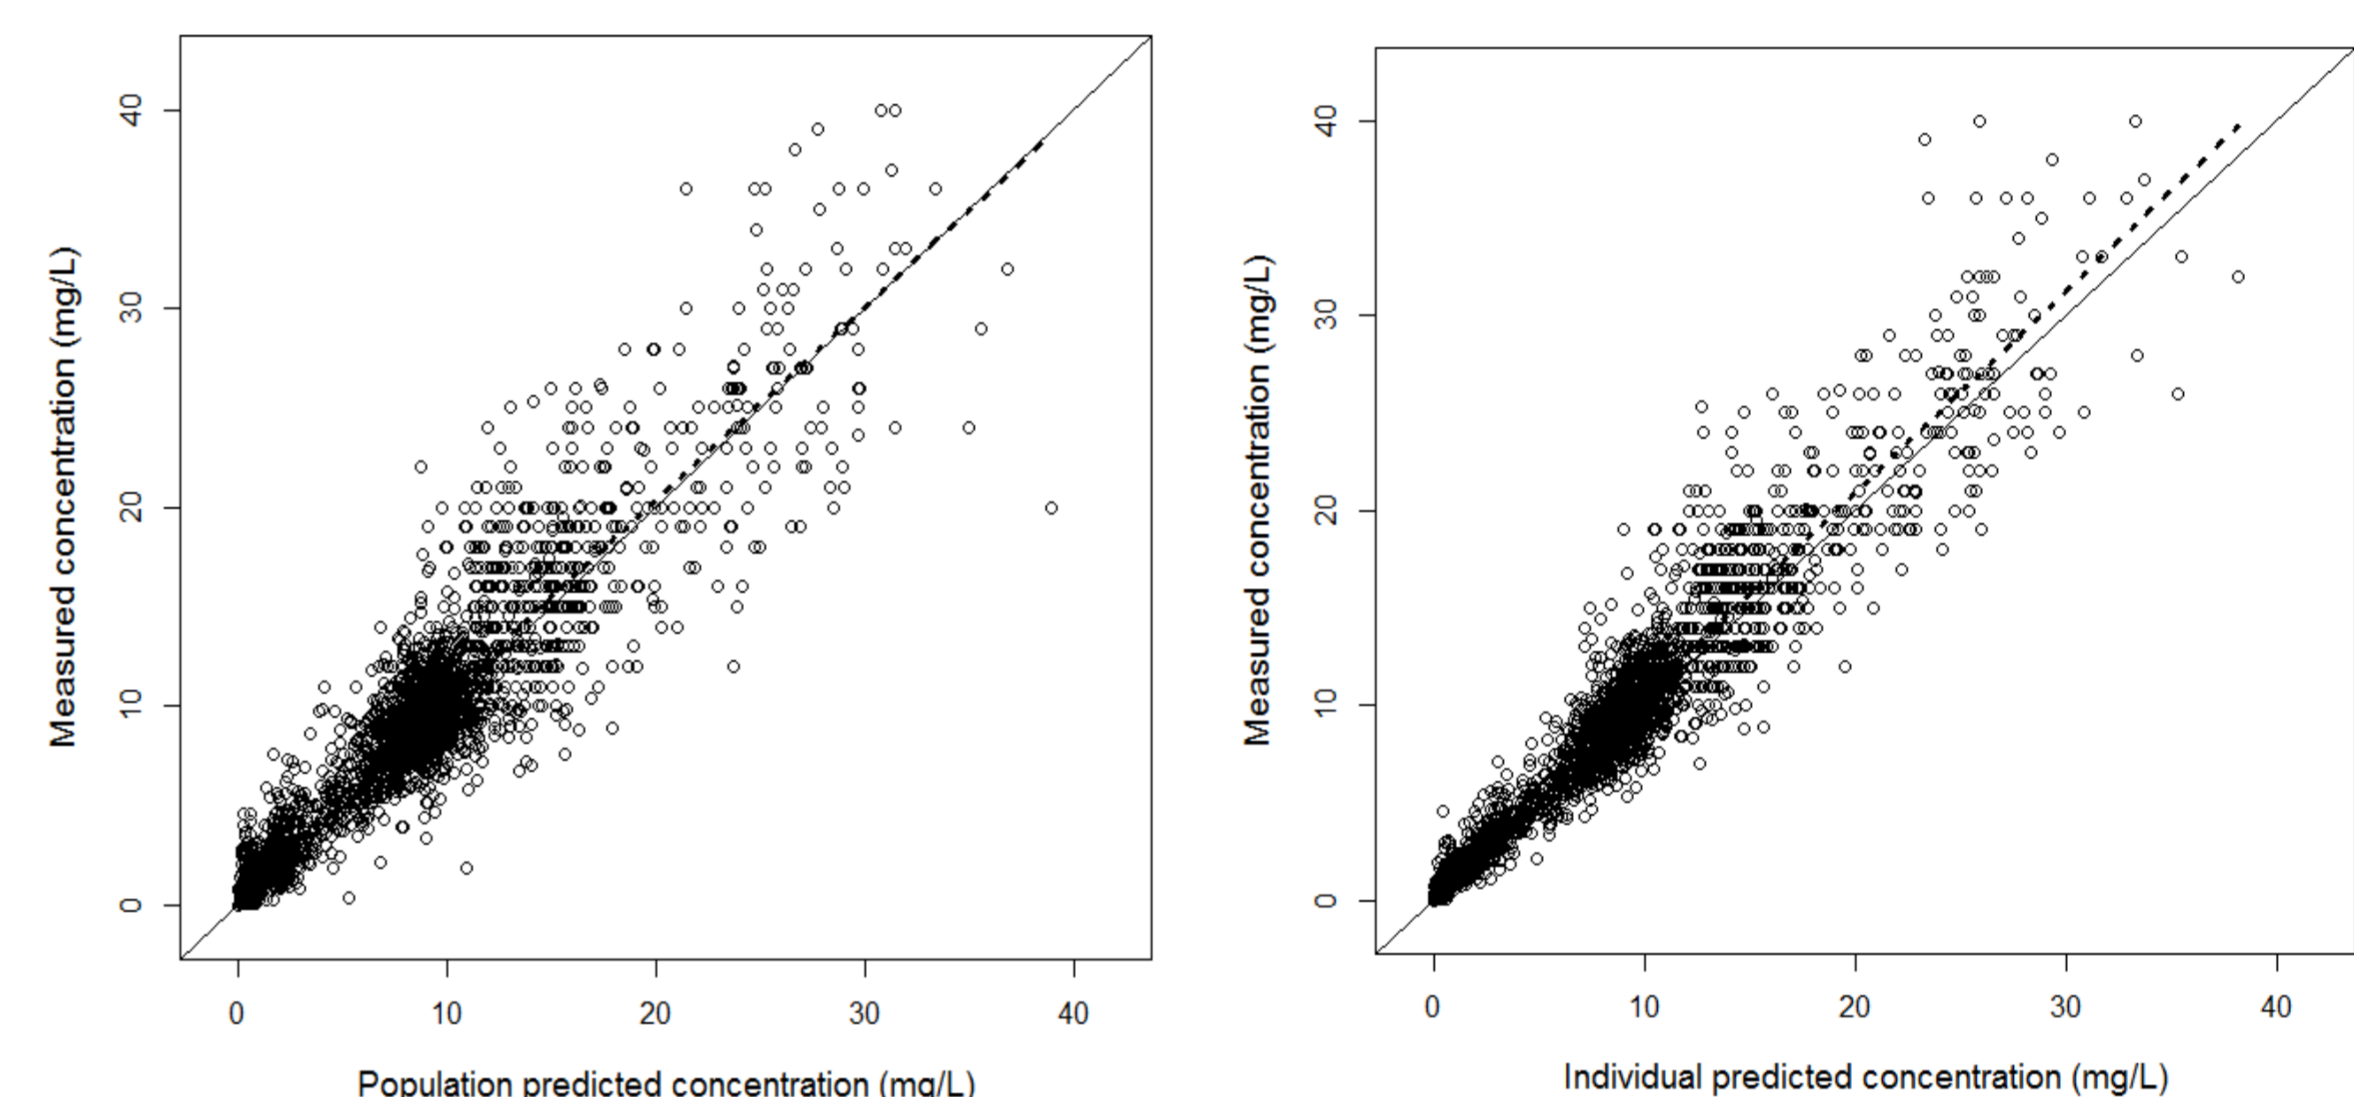 Measured concentration (mg/L)
40
30
20
10
0
0 10 20 30 40
Population predicted concentration (mg/L)
Measured concentration (mg/L)
40
30
20
10
0
0 10 20 30 40
Individual predicted concentration (mg/L)